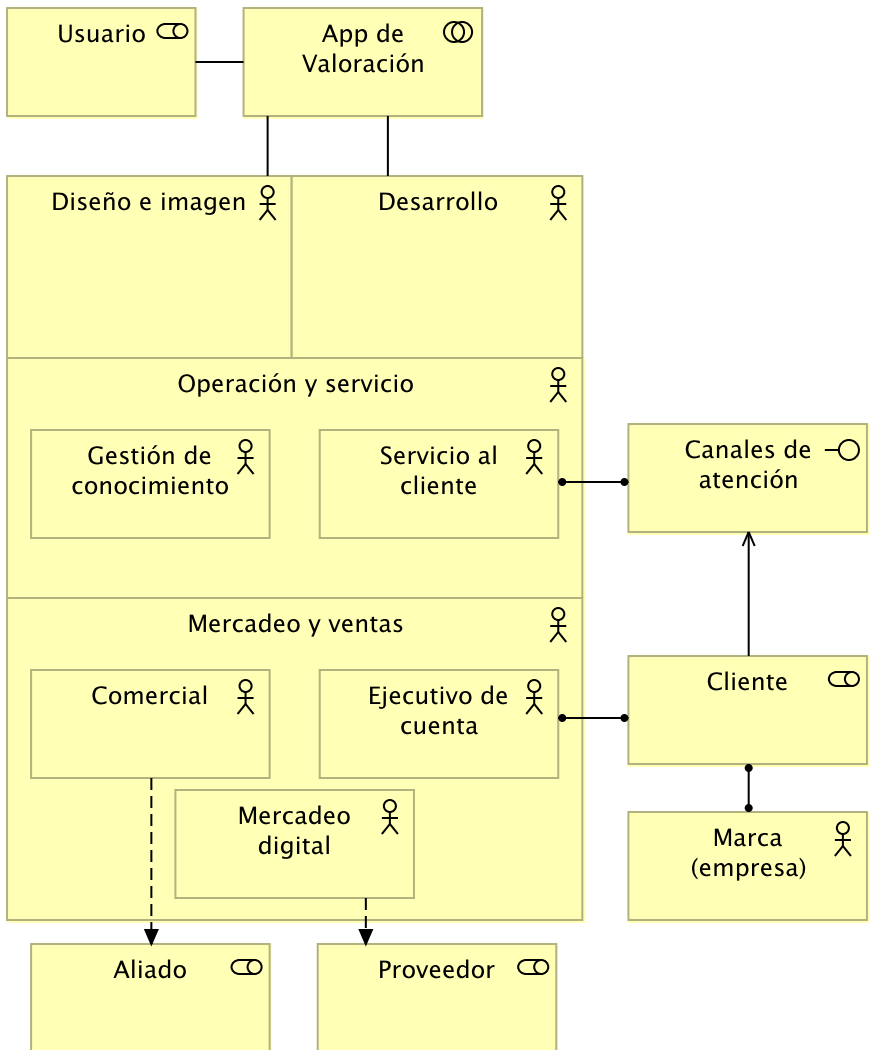 Usuario
App de
Valoración
Diseño e imagen
Desarrollo
Operación y servicio
Gestión de
conocimiento
Servicio al
cliente
Canales de
atención
Mercadeo y ventas
Comercial
Ejecutivo de
cuenta
Cliente
Mercadeo
digital
Marca
(empresa)
Aliado
Proveedor